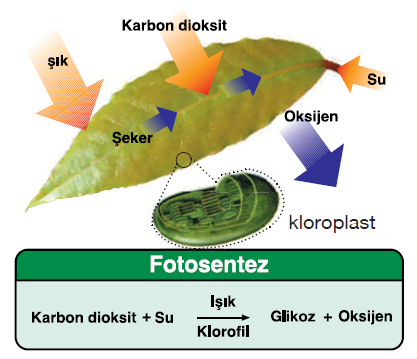 Karbon dioksit
şık
Su
Oksijen
Şeker
kloroplast
Fotosentez
Karbon dioksit + Su Işık Klorofil Glikoz + Oksijen